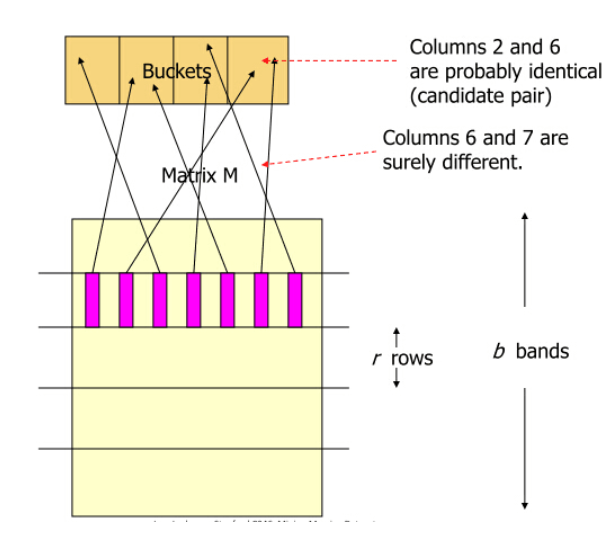 Buckets
Columns 2 and 6
are probably identical
(candidate pair)
Columns 6 and 7 are
surely different.
Matrix M
r rows
b bands